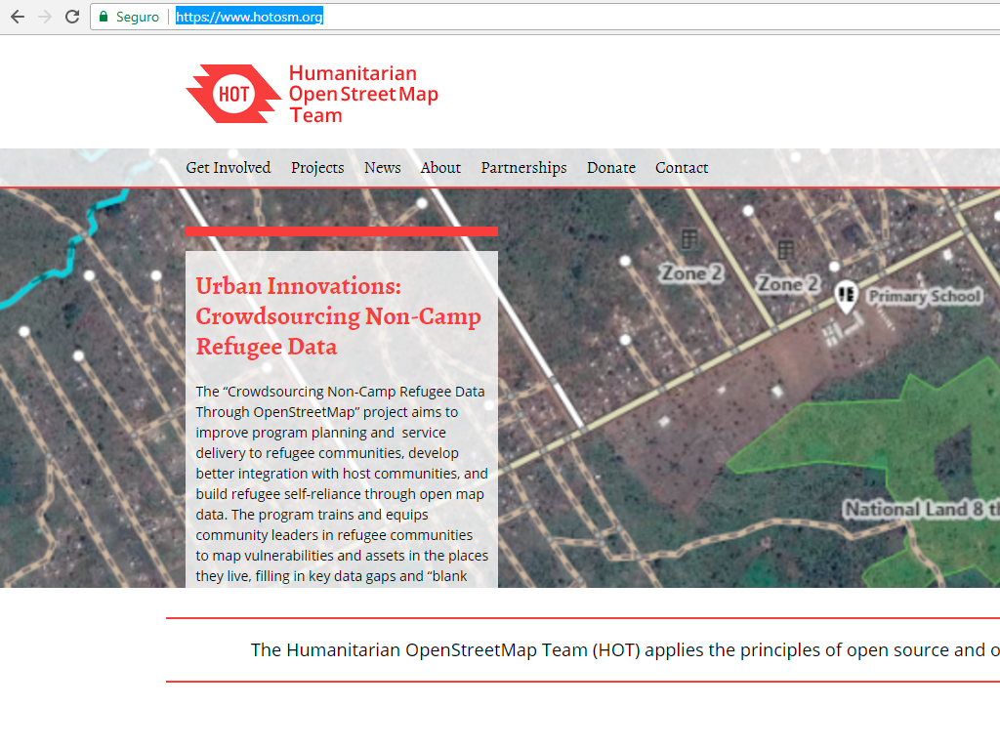 Seguro https://www.hotosm.org
HOT
Humanitarian
OpenStreetMap
Team
Get Involved Projects News About Partnerships Donate Contact
Urban Innovations:
Crowdsourcing Non-Camp
Refugee Data
The “Crowdsourcing Non-Camp Refugee Data
Through OpenStreetMap” project aims to
improve program planning and service
delivery to refugee communities, develop
better integration with host communities, and
build refugee self-reliance through open map
data. The program trains and equips
community leaders in refugee communities
to map vulnerabilities and assets in the places
they live, filling in key data gaps and “blank
Zone 2
Zone 2
Primary School
National Land 8 th
The Humanitarian OpenStreetMap Team (HOT) applies the principles of open source and o